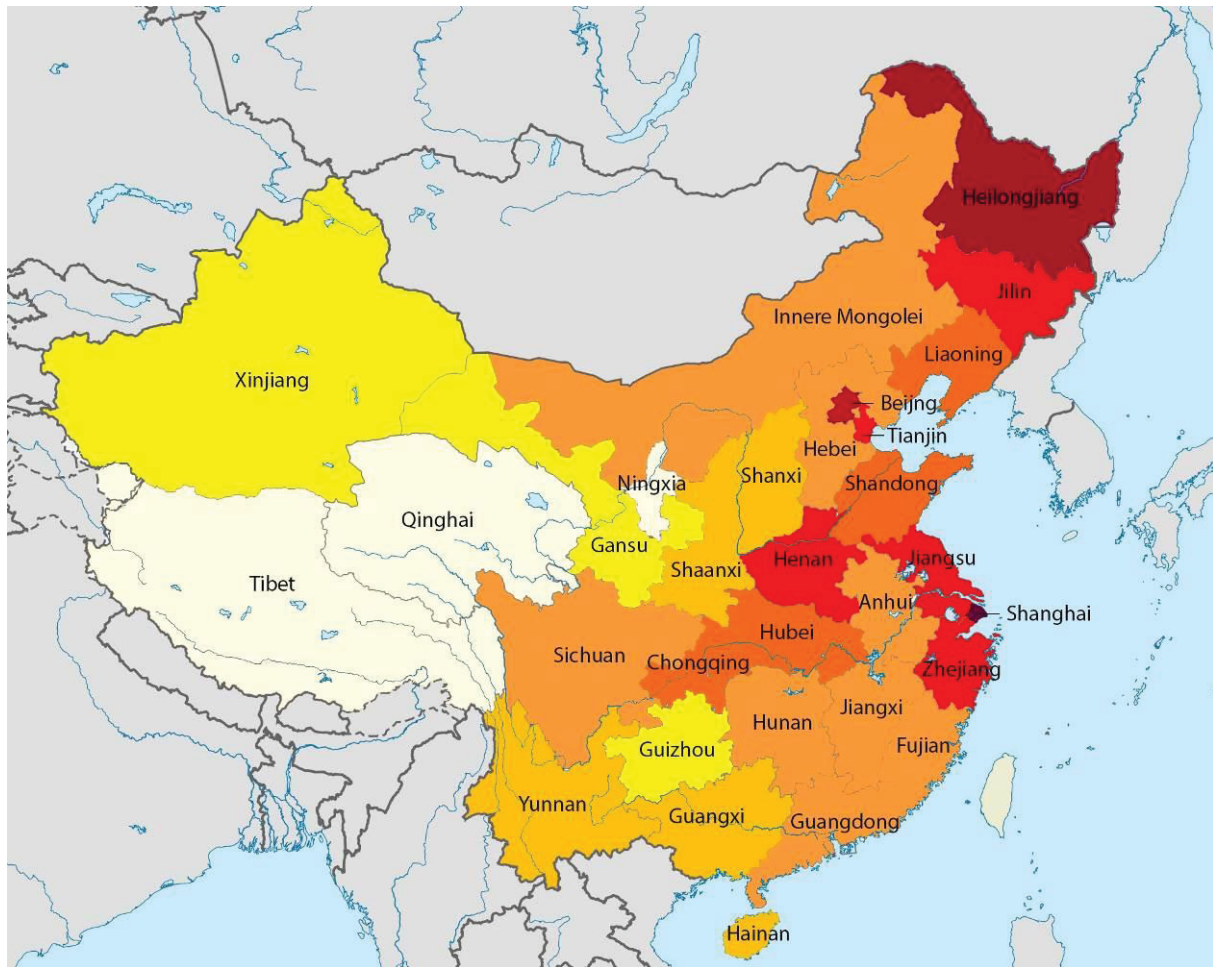 Heilongjiang
Jilin
Innere Mongolei
Liaoning
Xinjiang
Beijng
Tianjin
Hebei
Shanxi
Shandong
Ningxia
Qinghai
Gansu
Henan
Jiangsu
Shaanxi
Tibet
Anhui
Shanghai
Hubei
Sichuan
Chongqing
Zhejiang
Jiangxi
Hunan
Fujian
Guizhou
Yunnan
Guangxi
Guangdong
Hainan